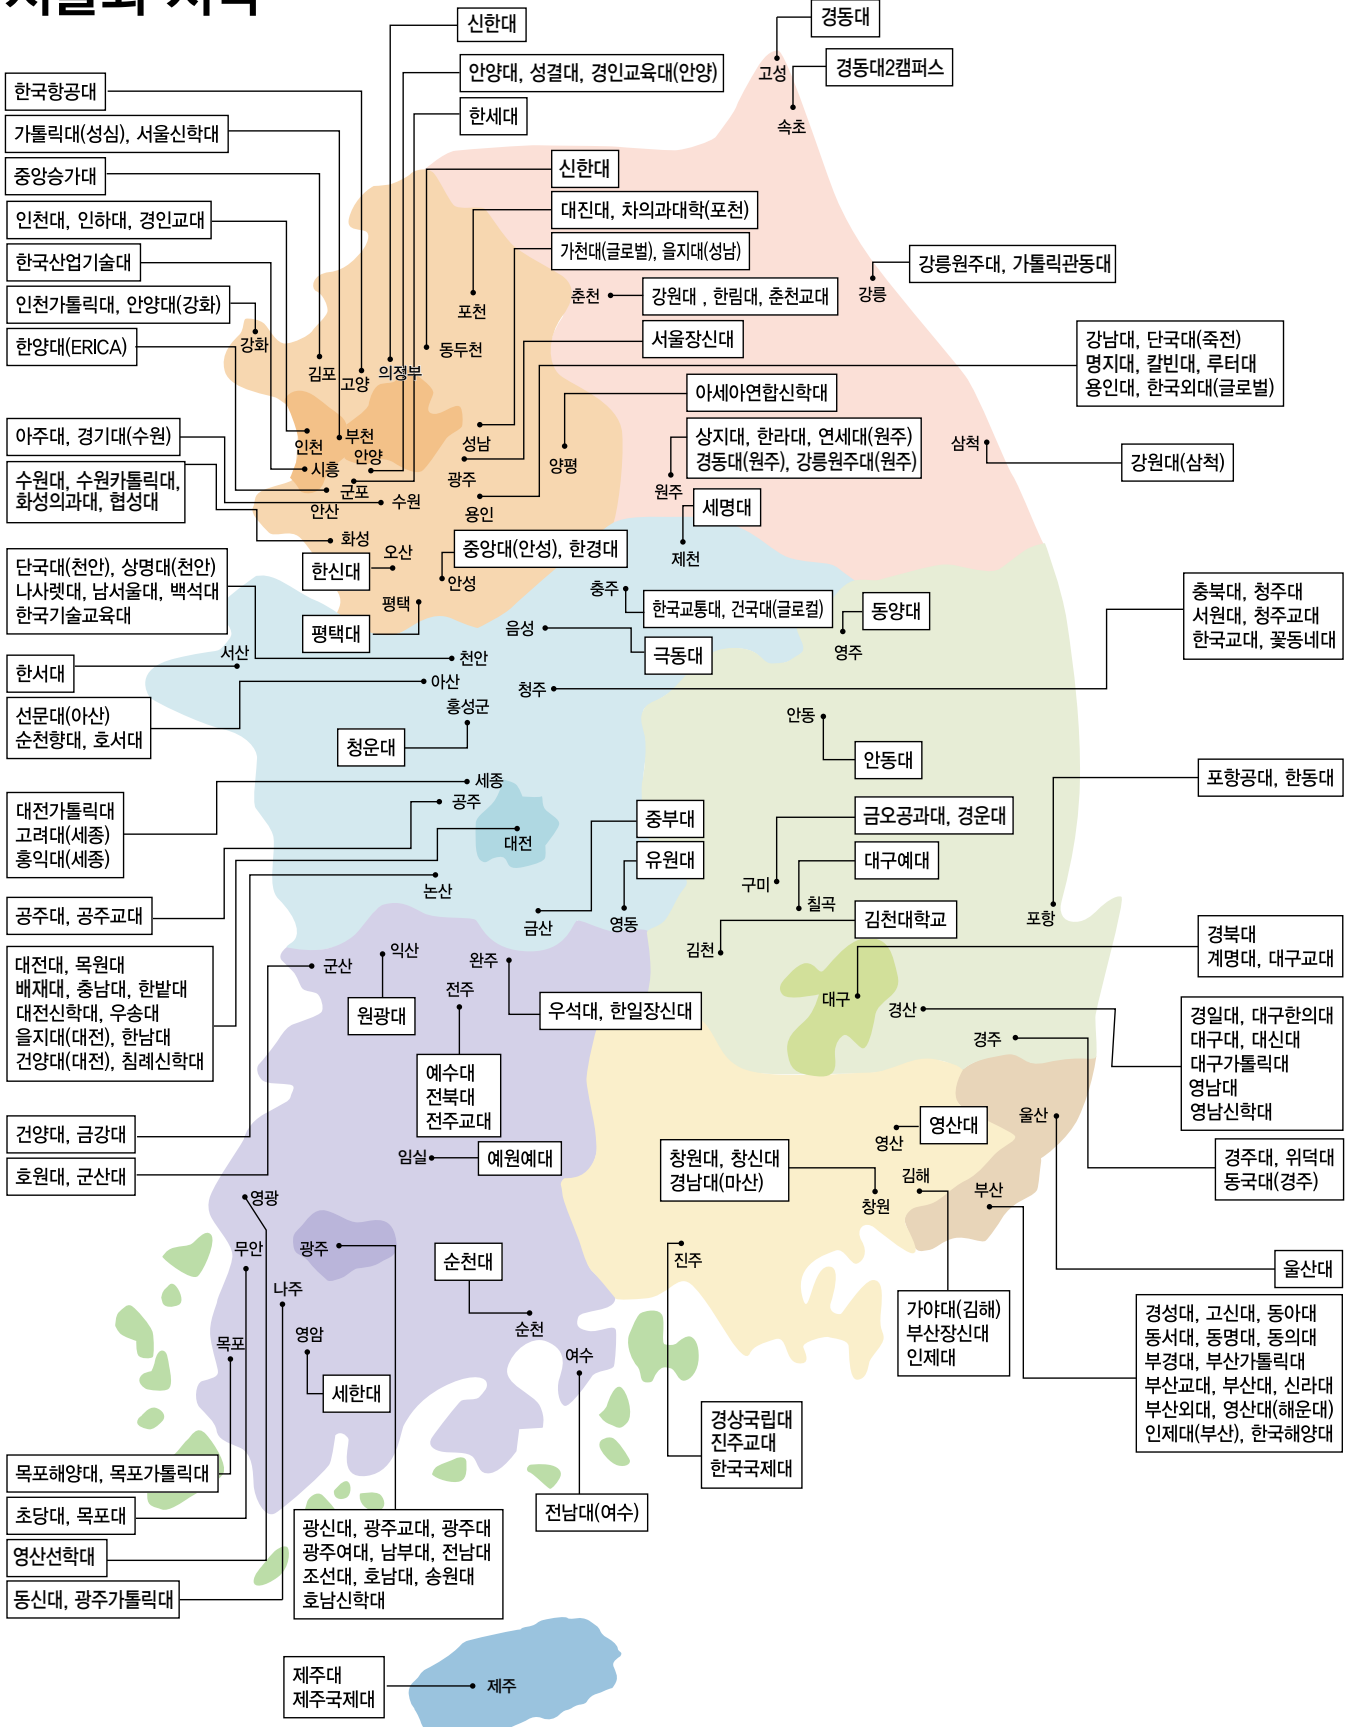 신한대
경동대
안양대, 성결대, 경인교육대(안양)
고성
경동대2캠퍼스
한국항공대
한세대
속초
가톨릭대(성심), 서울신학대
중앙승가대
신한대
인천대, 인하대, 경인교대
대진대, 차의과대학(포천)
한국산업기술대
가천대(글로벌), 을지대(성남)
강릉원주대, 가톨릭관동대
인천가톨릭대, 안양대(강화)
춘천
강원대 , 한림대, 춘천교대
강릉
포천
한양대(ERICA)
강화
동두천
서울장신대
강남대, 단국대(죽전)
명지대, 칼빈대, 루터대
용인대, 한국외대(글로벌)
김포
고양
의정부
아세아연합신학대
아주대, 경기대(수원)
인천
부천
안양
성남
양평
상지대, 한라대, 연세대(원주)
경동대(원주), 강릉원주대(원주)
삼척
강원대(삼척)
수원대, 수원카톨릭대,
화성의과대, 협성대
시흥
군포
안산
수원
광주
용인
원주
세명대
화성
오산
한신대
중앙대(안성), 한경대
제천
단국대(천안), 상명대(천안)
나사렛대, 남서울대, 백석대
한국기술교육대
안성
충주
한국교통대, 건국대(글로컬)
동양대
충북대, 청주대
서원대, 청주교대
한국교대, 꽃동네대
평택
평택대
음성
극동대
영주
한서대
서산
천안
아산
청주
선문대(아산)
순천향대, 호서대
홍성군
청운대
안동
안동대
세종
포항공대, 한동대
대전가톨릭대
고려대(세종)
홍익대(세종)
공주
대전
중부대
금오공과대, 경운대
유원대
대구예대
논산
구미
칠곡
공주대, 공주교대
금산
영동
김천대학교
포항
김천
경북대
계명대, 대구교대
대전대, 목원대
배재대, 충남대, 한밭대
대전신학대, 우송대
을지대(대전), 한남대
건양대(대전), 침례신학대
군산
익산
완주
원광대
전주
우석대, 한일장신대
대구
경산
경일대, 대구한의대
대구대, 대신대
대구가톨릭대
영남대
영남신학대
경주
예수대
전북대
전주교대
건양대, 금강대
울산
영산대
영산
호원대, 군산대
임실
예원예대
창원대, 창신대
경남대(마산)
경주대, 위덕대
동국대(경주)
영광
창원
김해
부산
무안
광주
순천대
진주
울산대
나주
가야대(김해)
부산장신대
인제대
경성대, 고신대, 동아대
동서대, 동명대, 동의대
부경대, 부산가톨릭대
부산교대, 부산대, 신라대
부산외대, 영산대(해운대)
인제대(부산), 한국해양대
목포
영암
순천
여수
세한대
경상국립대
진주교대
한국국제대
목포해양대, 목포가톨릭대
초당대, 목포대
전남대(여수)
영산선학대
광신대, 광주교대, 광주대
광주여대, 남부대, 전남대
조선대, 호남대, 송원대
호남신학대
동신대, 광주가톨릭대
제주대
제주국제대
제주